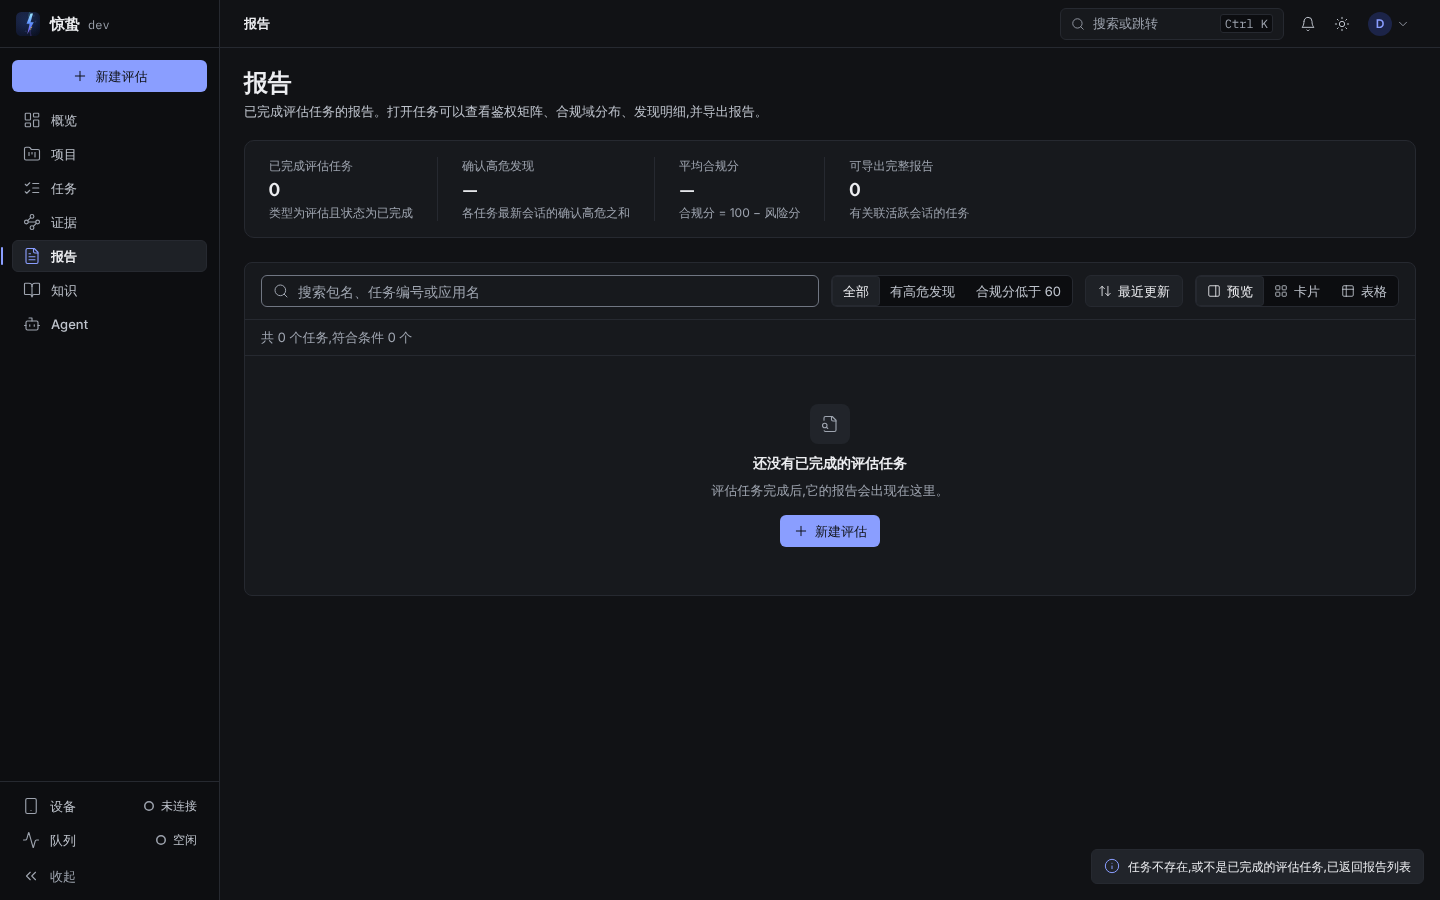 惊蛰 dev
新建评估
概览
项目
任务
证据
报告
知识
Agent
设备 未连接
队列 空闲
收起
报告
搜索或跳转 Ctrl K
D
报告
已完成评估任务的报告。打开任务可以查看鉴权矩阵、合规域分布、发现明细,并导出报告。
已完成评估任务
0
类型为评估且状态为已完成
确认高危发现
—
各任务最新会话的确认高危之和
平均合规分
—
合规分 = 100 − 风险分
可导出完整报告
0
有关联活跃会话的任务
搜索包名、任务编号或应用名
全部 有高危发现 合规分低于 60
最近更新
预览 卡片 表格
共 0 个任务,符合条件 0 个
还没有已完成的评估任务
评估任务完成后,它的报告会出现在这里。
新建评估
任务不存在,或不是已完成的评估任务,已返回报告列表